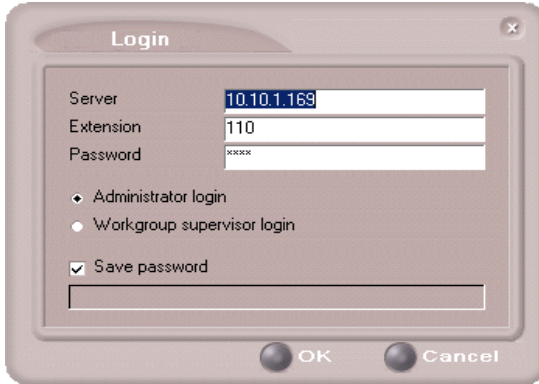 Login
Server 10.10.1.169
Extension 110
Password ****
Administrator login
Workgroup supervisor login
Save password
OK Cancel